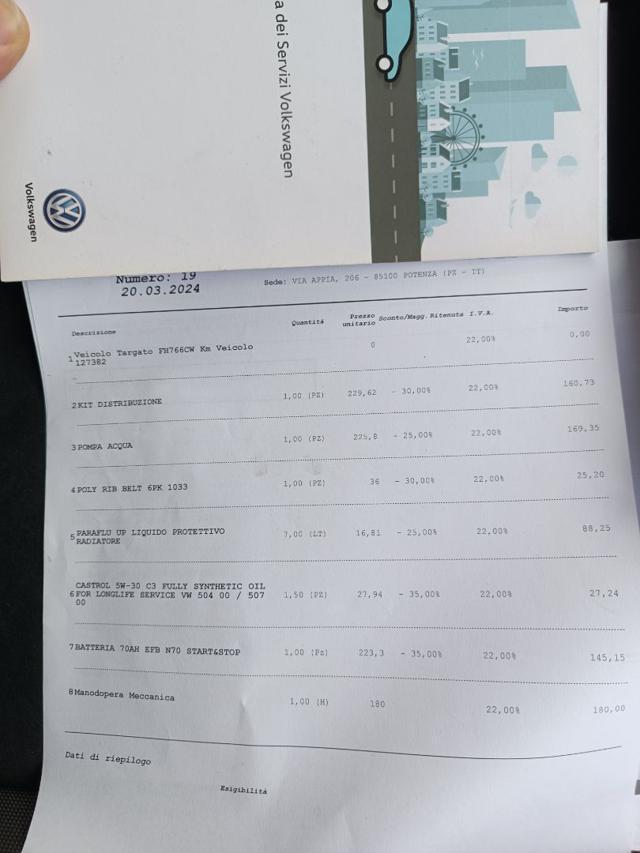 a dei Servizi Volkswagen
Volkswagen
Numero: 19
20.03.2024
Sede: VIA APPIA, 206 - 85100 POTENZA (PZ - IT)
Descrizione Quantità Prezzo unitario Sconto/Magg. Ritenuta I.V.A. Importo
1 Veicolo Targato FH766CW Km Veicolo 0 22,00% 0,00
127382
2 KIT DISTRIBUZIONE 1,00 (PZ) 229,62 - 30,00% 22,00% 160,73
3 POMPA ACQUA 1,00 (PZ) 225,8 - 25,00% 22,00% 169,35
4 POLY RIB BELT 6PK 1033 1,00 (PZ) 36 - 30,00% 22,00% 25,20
5 PARAFLU UP LIQUIDO PROTETTIVO 7,00 (LT) 16,81 - 25,00% 22,00% 88,25
RADIATORE
CASTROL 5W-30 C3 FULLY SYNTHETIC OIL
6 FOR LONGLIFE SERVICE VW 504 00 / 507 1,50 (PZ) 27,94 - 35,00% 22,00% 27,24
00
7 BATTERIA 70AH EFB N70 START&STOP 1,00 (PZ) 223,3 - 35,00% 22,00% 145,15
8 Manodopera Meccanica 1,00 (H) 180 22,00% 180,00
Dati di riepilogo
Esigibilità